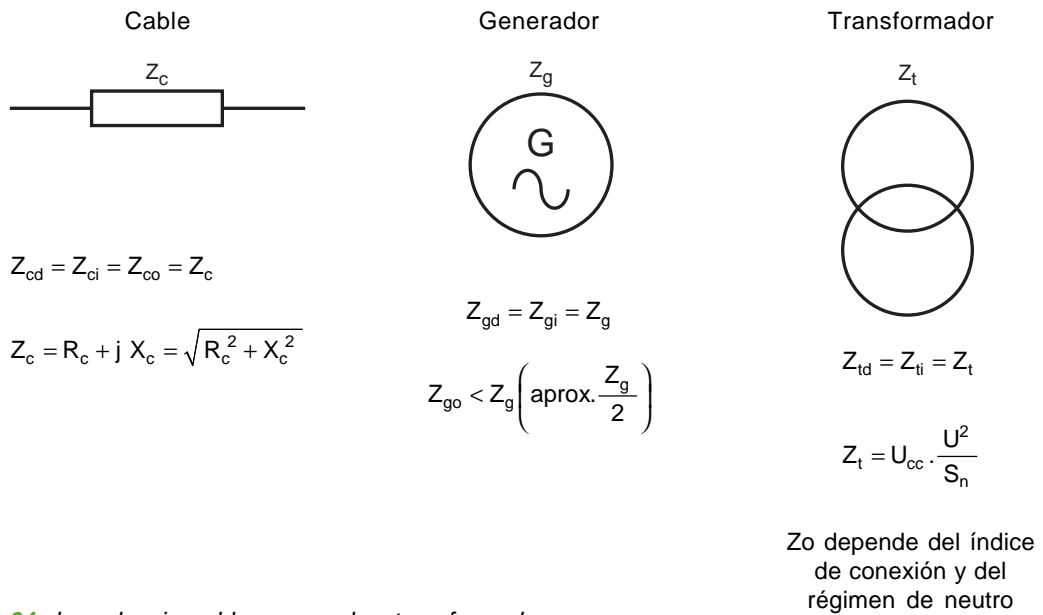 Cable
Z_c
Z_cd = Z_ci = Z_co = Z_c
Z_c = R_c + j X_c = √(R_c² + X_c²)
Generador
Z_g
G
Z_gd = Z_gi = Z_g
Z_go < Z_g (aprox. Z_g / 2)
Transformador
Z_t
Z_td = Z_ti = Z_t
Z_t = U_cc . U² / S_n
Zo depende del índice
de conexión y del
régimen de neutro